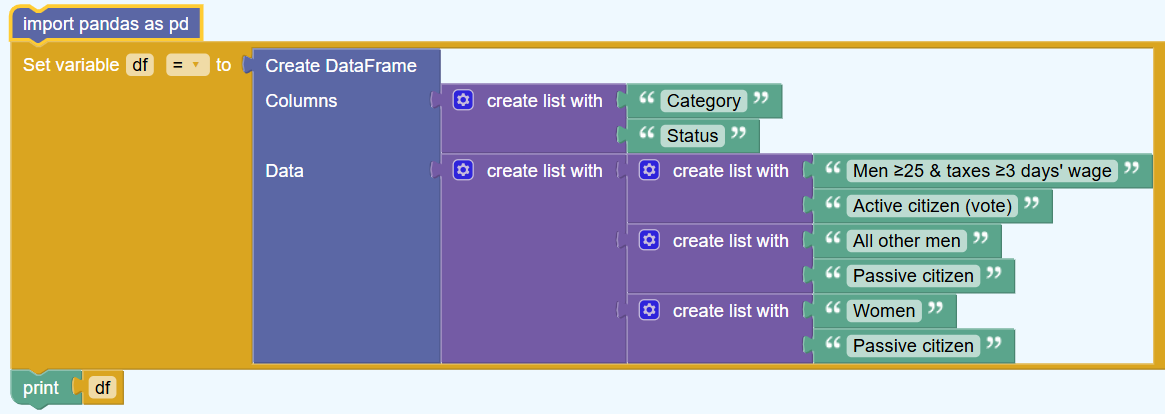 import pandas as pd
Set variable df = to Create DataFrame
Columns create list with “ Category ”
“ Status ”
Data create list with create list with “ Men ≥25 & taxes ≥3 days' wage ”
“ Active citizen (vote) ”
create list with “ All other men ”
“ Passive citizen ”
create list with “ Women ”
“ Passive citizen ”
print df